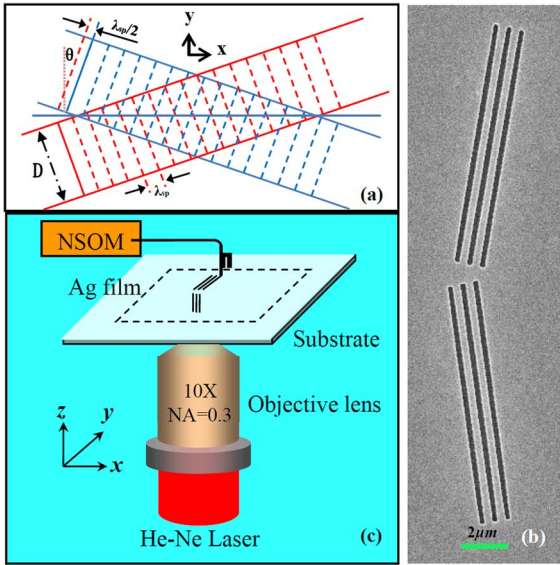 y
x
λsp/2
θ
D
λsp
(a)
NSOM
Ag film
Substrate
10X
NA=0.3
Objective lens
z
y
x
He-Ne Laser
(c)
2μm
(b)